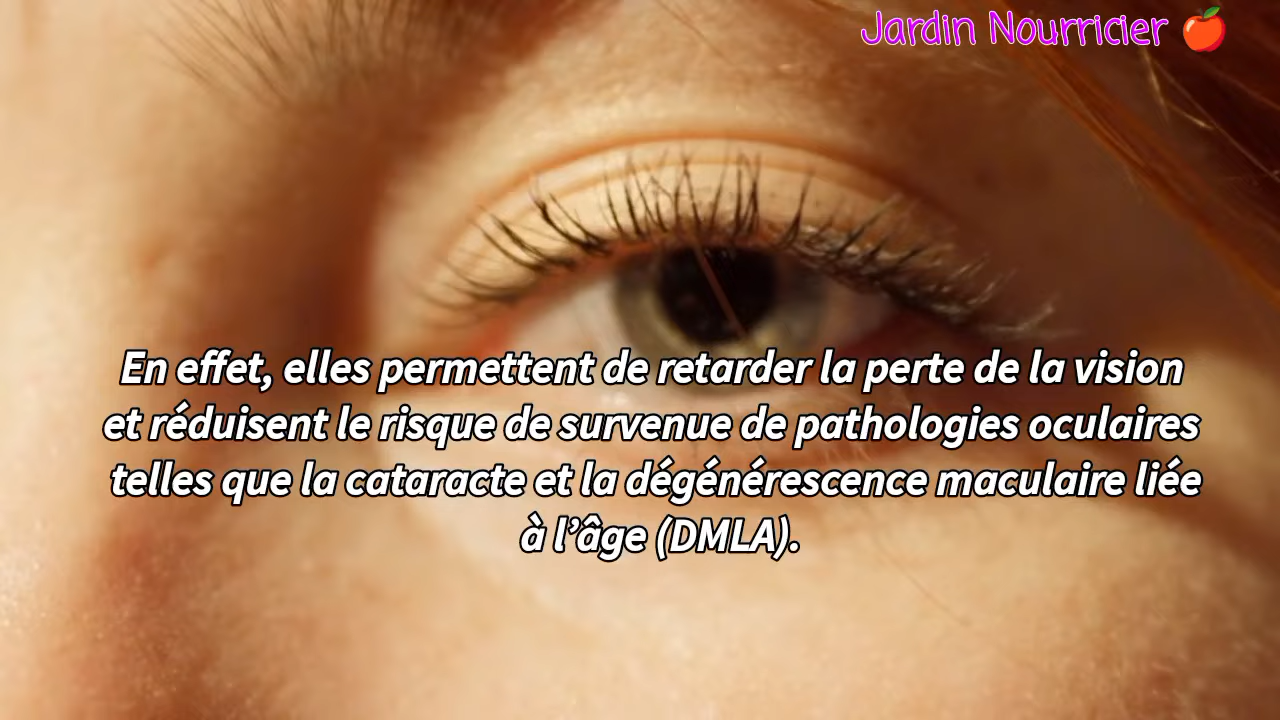 Jardin Nourricier 🍎
En effet, elles permettent de retarder la perte de la vision
et réduisent le risque de survenue de pathologies oculaires
telles que la cataracte et la dégénérescence maculaire liée
à l’âge (DMLA).